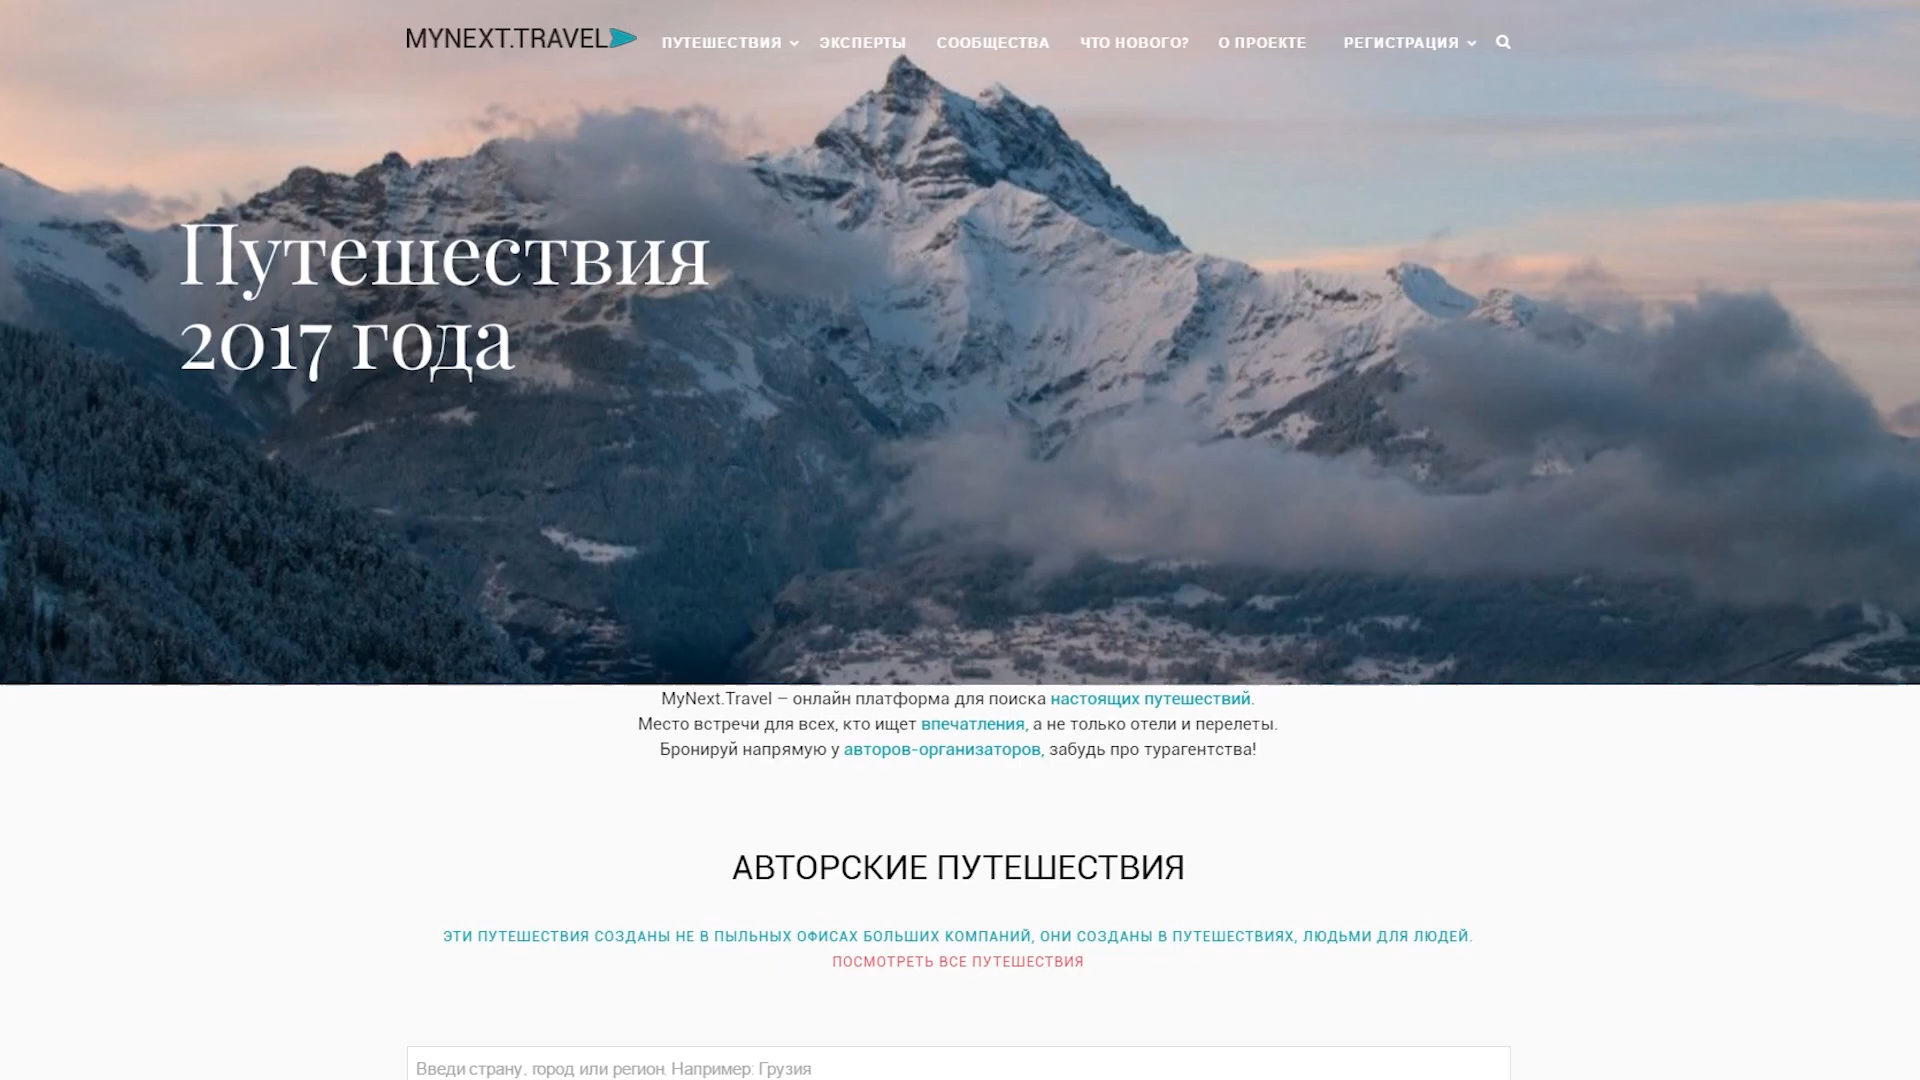 MYNEXT.TRAVEL
ПУТЕШЕСТВИЯ ЭКСПЕРТЫ СООБЩЕСТВА ЧТО НОВОГО? О ПРОЕКТЕ РЕГИСТРАЦИЯ
Путешествия
2017 года
MyNext.Travel – онлайн платформа для поиска настоящих путешествий.
Место встречи для всех, кто ищет впечатления, а не только отели и перелеты.
Бронируй напрямую у авторов-организаторов, забудь про турагентства!
АВТОРСКИЕ ПУТЕШЕСТВИЯ
ЭТИ ПУТЕШЕСТВИЯ СОЗДАНЫ НЕ В ПЫЛЬНЫХ ОФИСАХ БОЛЬШИХ КОМПАНИЙ, ОНИ СОЗДАНЫ В ПУТЕШЕСТВИЯХ, ЛЮДЬМИ ДЛЯ ЛЮДЕЙ.
ПОСМОТРЕТЬ ВСЕ ПУТЕШЕСТВИЯ
Введи страну, город или регион. Например: Грузия